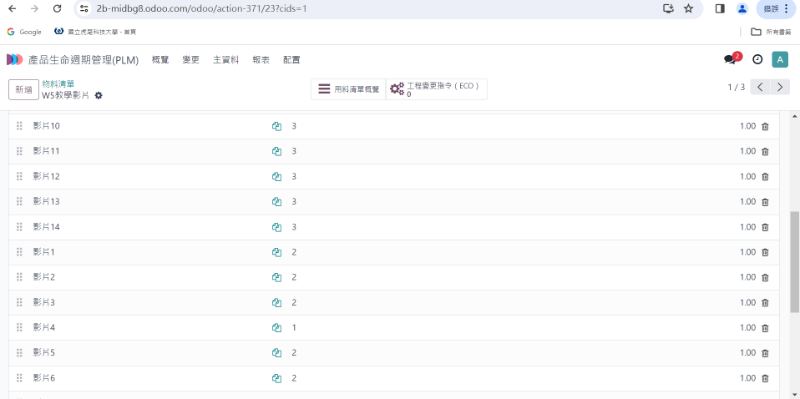 2b-midbg8.odoo.com/odoo/action-371/23?cids=1
錯誤
Google 國立虎尾科技大學 - 首頁 所有書籤
產品生命週期管理(PLM) 概覽 變更 主資料 報表 配置 2 A
新增 物料清單
W5教學影片
用料清單概覽
工程變更指令 (ECO)
0
1 / 3
影片10 3 1.00
影片11 3 1.00
影片12 3 1.00
影片13 3 1.00
影片14 3 1.00
影片1 2 1.00
影片2 2 1.00
影片3 2 1.00
影片4 1 1.00
影片5 2 1.00
影片6 2 1.00